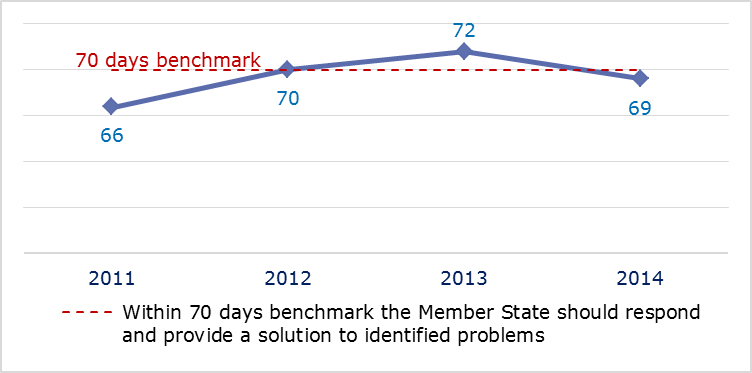 72
70 days benchmark
70
69
66
2011 2012 2013 2014
Within 70 days benchmark the Member State should respond
and provide a solution to identified problems